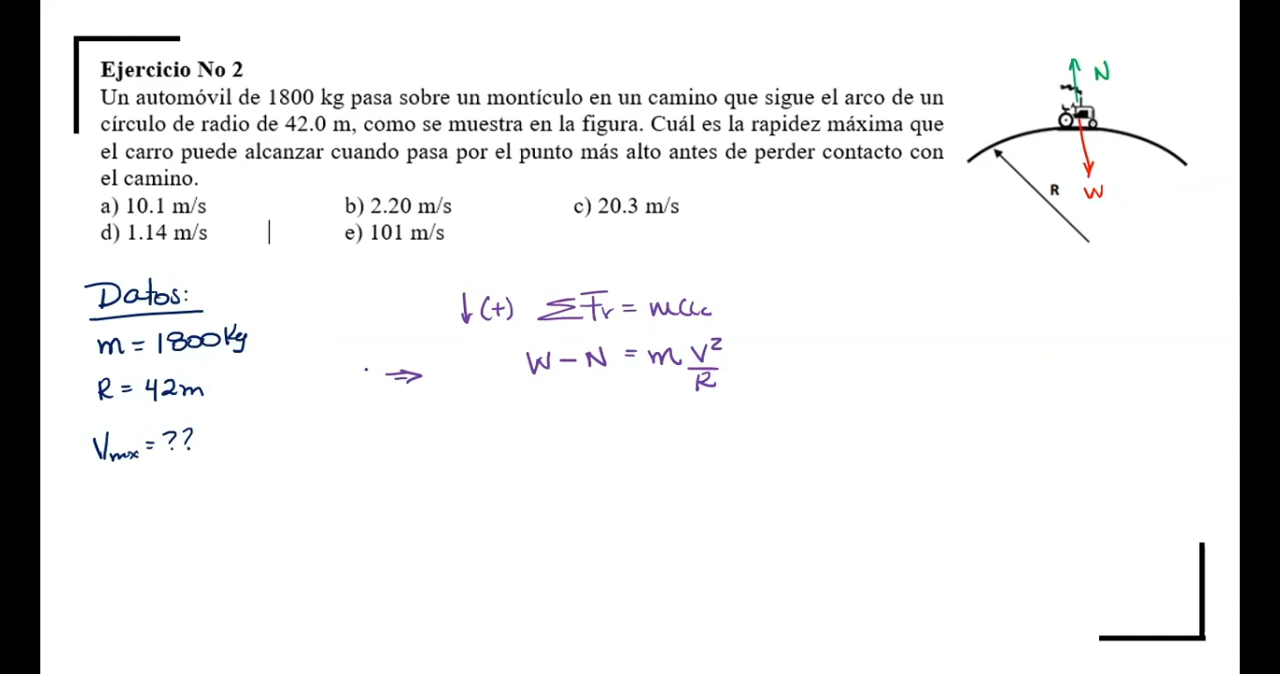 Ejercicio No 2
Un automóvil de 1800 kg pasa sobre un montículo en un camino que sigue el arco de un
círculo de radio de 42.0 m, como se muestra en la figura. Cuál es la rapidez máxima que
el carro puede alcanzar cuando pasa por el punto más alto antes de perder contacto con
el camino.
a) 10.1 m/s b) 2.20 m/s c) 20.3 m/s
d) 1.14 m/s e) 101 m/s
N
R
W
Datos:
m = 1800 Kg
R = 42m
Vmax = ??
↓(+) ΣFr = mac
⇒ W - N = m V²/R